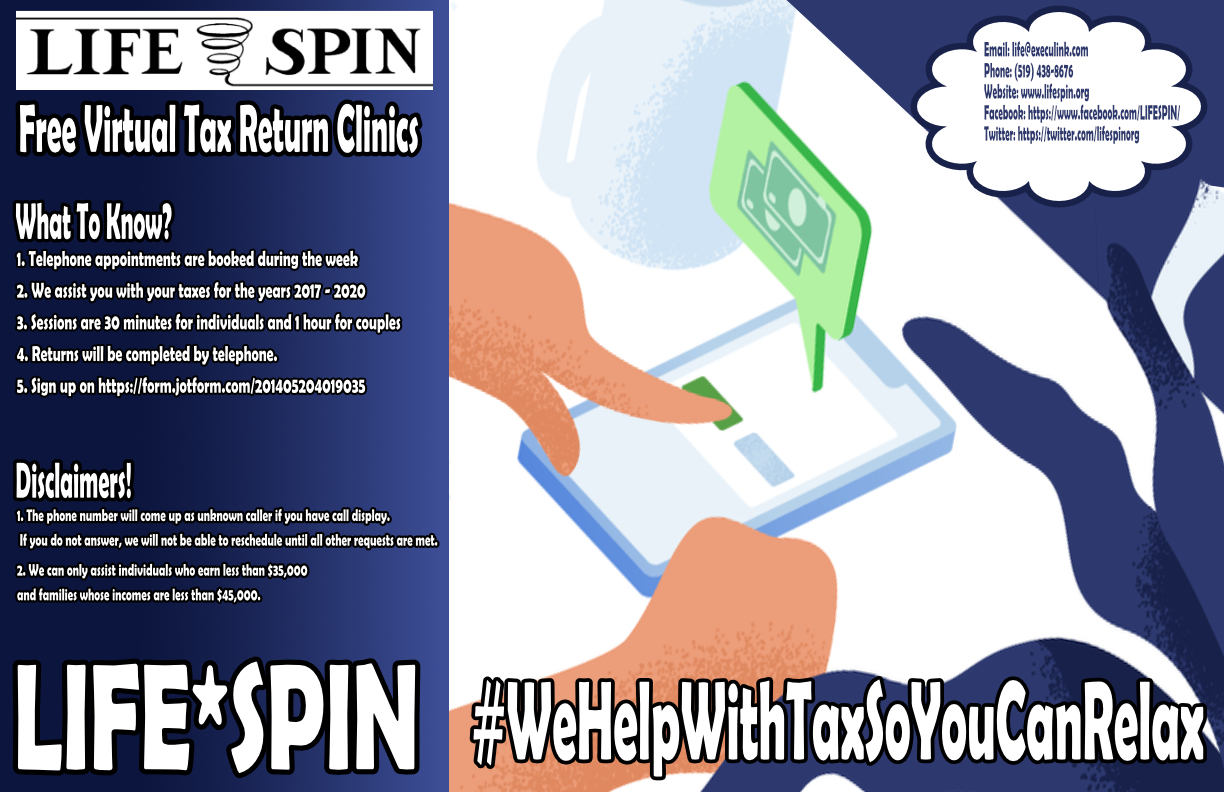 LIFE SPIN
Free Virtual Tax Return Clinics
What To Know?
1. Telephone appointments are booked during the week
2. We assist you with your taxes for the years 2017 - 2020
3. Sessions are 30 minutes for individuals and 1 hour for couples
4. Returns will be completed by telephone.
5. Sign up on https://form.jotform.com/201405204019035
Disclaimers!
1. The phone number will come up as unknown caller if you have call display.
If you do not answer, we will not be able to reschedule until all other requests are met.
2. We can only assist individuals who earn less than $35,000
and families whose incomes are less than $45,000.
LIFE*SPIN
Email: life@execulink.com
Phone: (519) 438-8676
Website: www.lifespin.org
Facebook: https://www.facebook.com/LIFESPIN/
Twitter: https://twitter.com/lifespinorg
#WeHelpWithTaxSoYouCanRelax